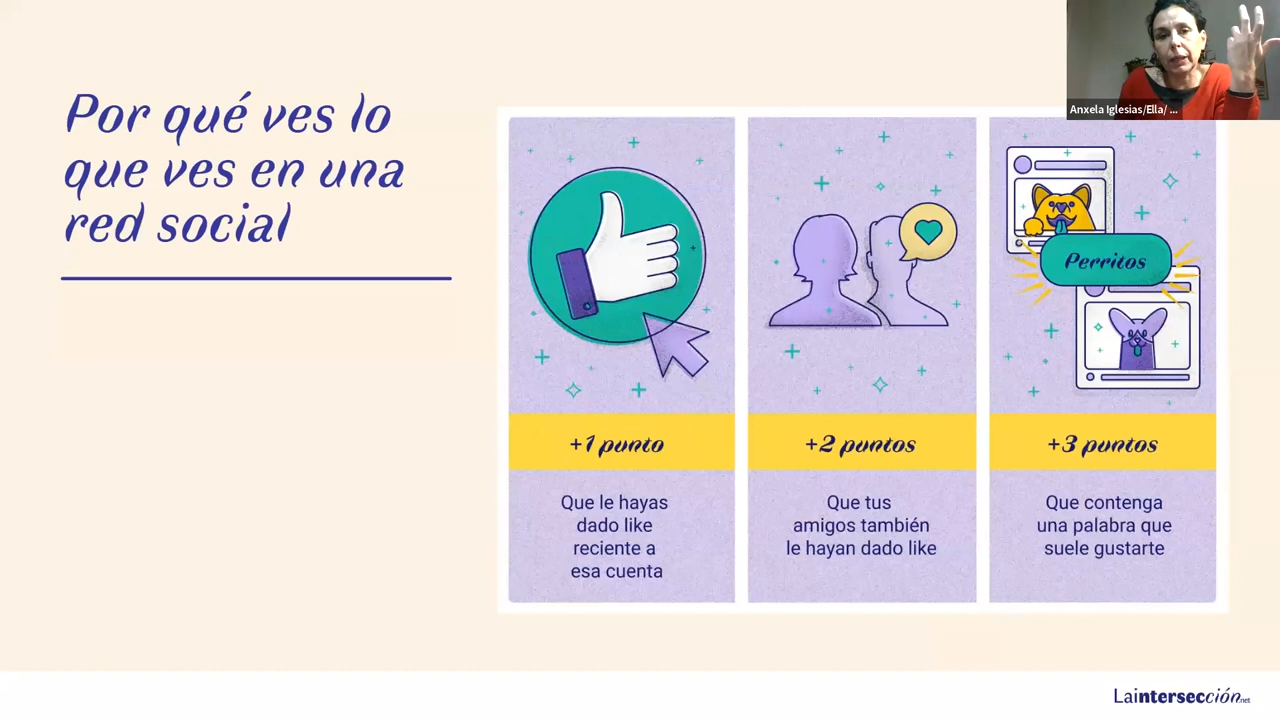 Por qué ves lo
que ves en una
red social
Anxela Iglesias/Ella/ ...
Perritos
+1 punto
+2 puntos
+3 puntos
Que le hayas
dado like
reciente a
esa cuenta
Que tus
amigos también
le hayan dado like
Que contenga
una palabra que
suele gustarte
Laintersección.net